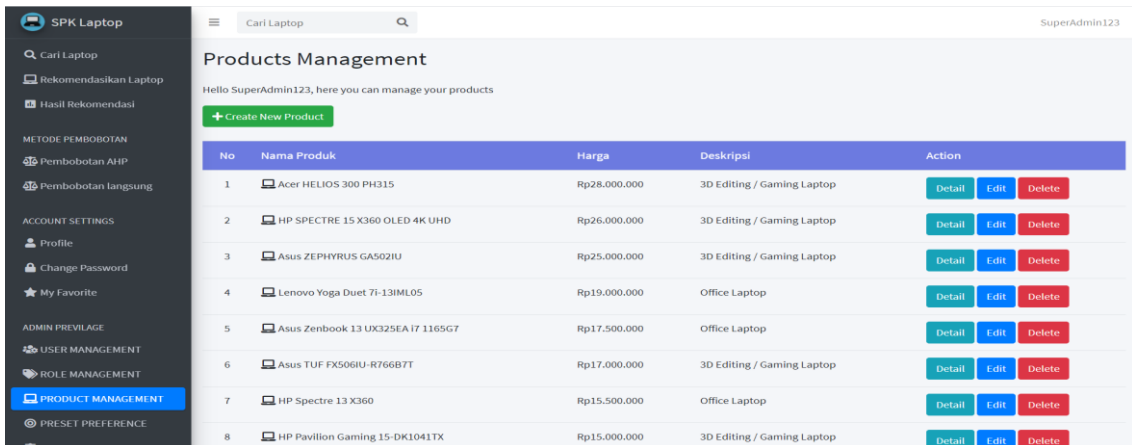 SPK Laptop
Cari Laptop
SuperAdmin123
Cari Laptop
Rekomendasikan Laptop
Hasil Rekomendasi
METODE PEMBOBOTAN
Pembobotan AHP
Pembobotan langsung
ACCOUNT SETTINGS
Profile
Change Password
My Favorite
ADMIN PREVILAGE
USER MANAGEMENT
ROLE MANAGEMENT
PRODUCT MANAGEMENT
PRESET PREFERENCE
Products Management
Hello SuperAdmin123, here you can manage your products
Create New Product
No Nama Produk Harga Deskripsi Action
1 Acer HELIOS 300 PH315 Rp28.000.000 3D Editing / Gaming Laptop Detail Edit Delete
2 HP SPECTRE 15 X360 OLED 4K UHD Rp26.000.000 3D Editing / Gaming Laptop Detail Edit Delete
3 Asus ZEPHYRUS GA502IU Rp25.000.000 3D Editing / Gaming Laptop Detail Edit Delete
4 Lenovo Yoga Duet 7i-13IML05 Rp19.000.000 Office Laptop Detail Edit Delete
5 Asus Zenbook 13 UX325EA i7 1165G7 Rp17.500.000 Office Laptop Detail Edit Delete
6 Asus TUF FX506IU-R766B7T Rp17.000.000 3D Editing / Gaming Laptop Detail Edit Delete
7 HP Spectre 13 X360 Rp15.500.000 Office Laptop Detail Edit Delete
8 HP Pavilion Gaming 15-DK1041TX Rp15.000.000 3D Editing / Gaming Laptop Detail Edit Delete